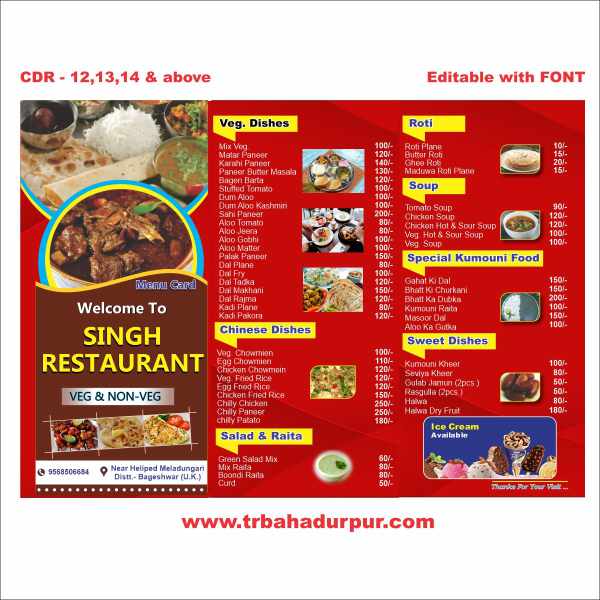 CDR - 12,13,14 & above
Editable with FONT
Menu Card
Welcome To
SINGH
RESTAURANT
VEG & NON-VEG
9568506684
Near Heliped Meladungari
Distt.- Bageshwar (U.K.)
Veg. Dishes
Mix Veg. 100/-
Matar Paneer 120/-
Karahi Paneer 140/-
Paneer Butter Masala 130/-
Bagen Barta 120/-
Stuffed Tomato 120/-
Dum Aloo 100/-
Dum Aloo Kashmiri 100/-
Sahi Paneer 200/-
Aloo Tomato 80/-
Aloo Jeera 80/-
Aloo Gobhi 100/-
Aloo Matter 100/-
Palak Paneer 150/-
Dal Plane 80/-
Dal Fry 90/-
Dal Tadka 120/-
Dal Makhani 150/-
Dal Rajma 120/-
Kadi Plane 80/-
Kadi Pakora 120/-
Chinese Dishes
Veg. Chowmien 100/-
Egg Chowmien 110/-
Chicken Chowmein 120/-
Veg. Fried Rice 120/-
Egg Fried Rice 120/-
Chicken Fried Rice 150/-
Chilly Chicken 250/-
Chilly Paneer 250/-
chilly Patato 180/-
Salad & Raita
Green Salad Mix 60/-
Mix Raita 80/-
Boondi Raita 80/-
Curd 50/-
Roti
Roti Plane 10/-
Butter Roti 15/-
Ghee Roti 20/-
Maduwa Roti Plane 15/-
Soup
Tomato Soup 90/-
Chicken Soup 120/-
Chicken Hot & Sour Soup 120/-
Veg. Hot & Sour Soup 100/-
Veg. Soup 100/-
Special Kumouni Food
Gahat Ki Dal 150/-
Bhatt Ki Churkani 150/-
Bhatt Ka Dubka 200/-
Kumouni Raita 100/-
Masoor Dal 150/-
Aloo Ka Gutka 100/-
Sweet Dishes
Kumouni Kheer 100/-
Seviya Kheer 80/-
Gulab Jamun (2pcs.) 50/-
Rasgulla (2pcs.) 50/-
Halwa 80/-
Halwa Dry Fruit 180/-
Ice Cream
Available
Thanks For Your Visit ...
www.trbahadurpur.com